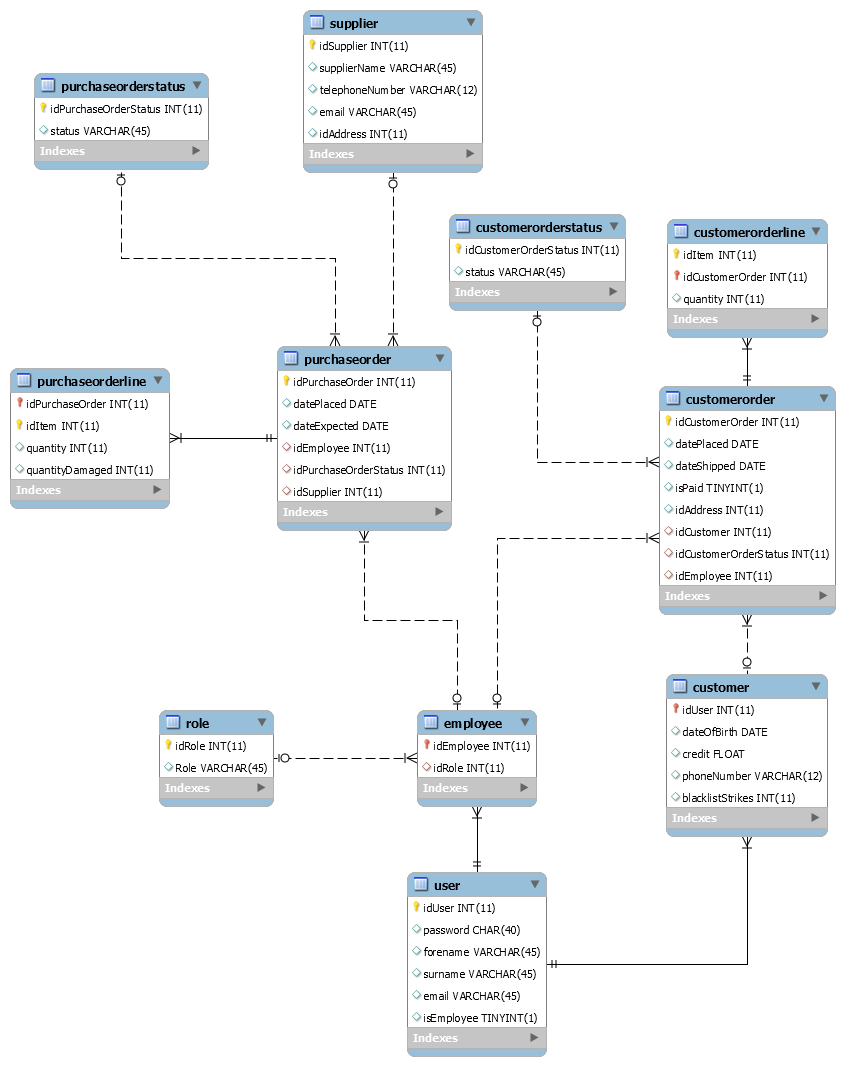 supplier
idSupplier INT(11)
supplierName VARCHAR(45)
telephoneNumber VARCHAR(12)
email VARCHAR(45)
idAddress INT(11)
Indexes
purchaseorderstatus
idPurchaseOrderStatus INT(11)
status VARCHAR(45)
Indexes
customerorderstatus
idCustomerOrderStatus INT(11)
status VARCHAR(45)
Indexes
customerorderline
idItem INT(11)
idCustomerOrder INT(11)
quantity INT(11)
Indexes
purchaseorder
idPurchaseOrder INT(11)
datePlaced DATE
dateExpected DATE
idEmployee INT(11)
idPurchaseOrderStatus INT(11)
idSupplier INT(11)
Indexes
purchaseorderline
idPurchaseOrder INT(11)
idItem INT(11)
quantity INT(11)
quantityDamaged INT(11)
Indexes
customerorder
idCustomerOrder INT(11)
datePlaced DATE
dateShipped DATE
isPaid TINYINT(1)
idAddress INT(11)
idCustomer INT(11)
idCustomerOrderStatus INT(11)
idEmployee INT(11)
Indexes
customer
idUser INT(11)
dateOfBirth DATE
credit FLOAT
phoneNumber VARCHAR(12)
blacklistStrikes INT(11)
Indexes
role
idRole INT(11)
Role VARCHAR(45)
Indexes
employee
idEmployee INT(11)
idRole INT(11)
Indexes
user
idUser INT(11)
password CHAR(40)
forename VARCHAR(45)
surname VARCHAR(45)
email VARCHAR(45)
isEmployee TINYINT(1)
Indexes